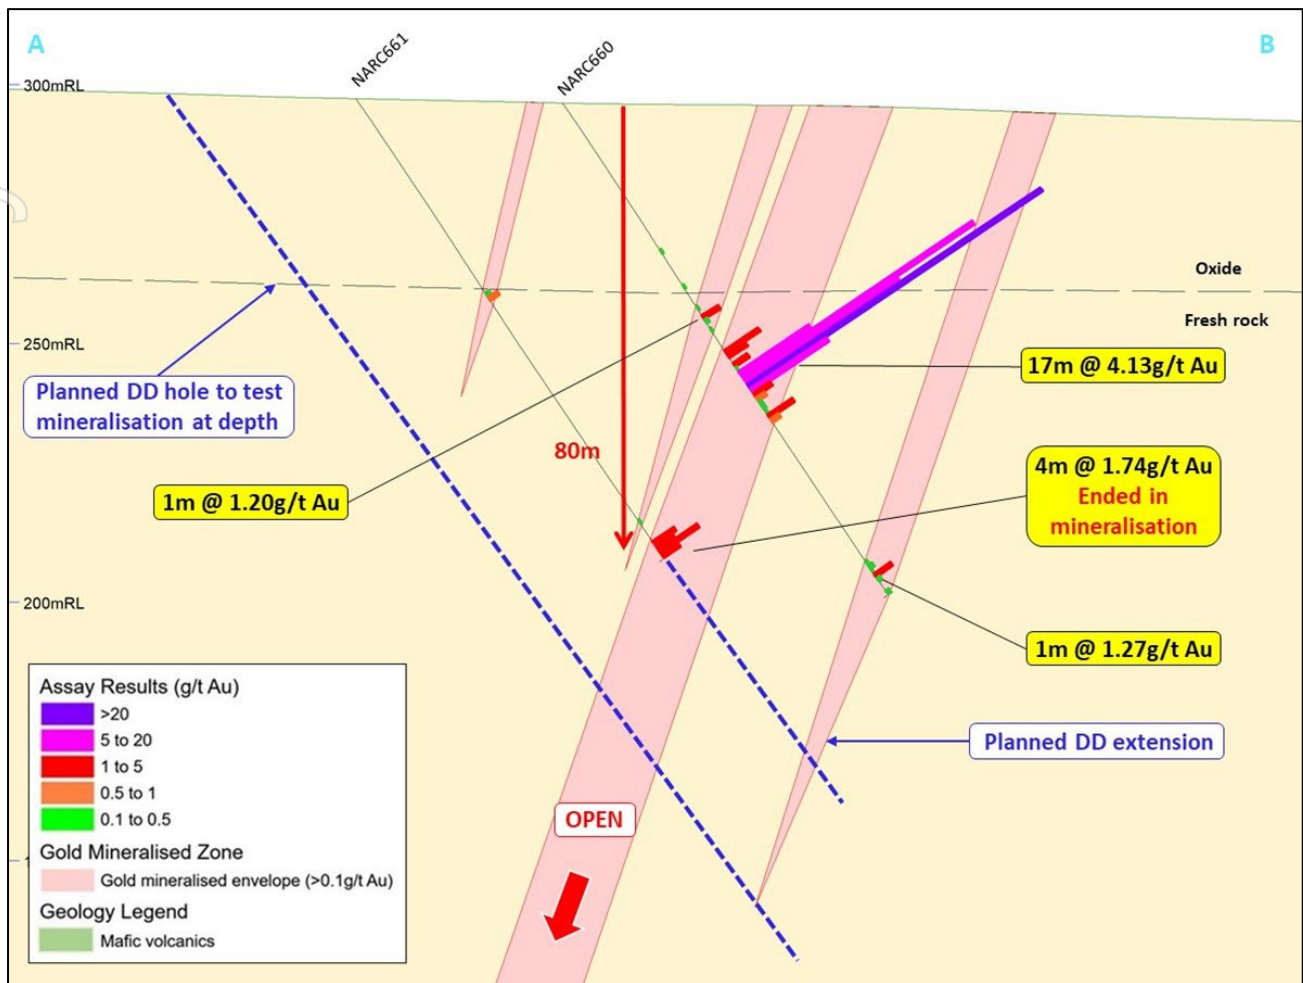 A
B
NARC661
NARC660
300mRL
Oxide
Fresh rock
250mRL
17m @ 4.13g/t Au
Planned DD hole to test
mineralisation at depth
80m
4m @ 1.74g/t Au
Ended in
mineralisation
1m @ 1.20g/t Au
200mRL
1m @ 1.27g/t Au
Planned DD extension
OPEN
Assay Results (g/t Au)
>20
5 to 20
1 to 5
0.5 to 1
0.1 to 0.5
Gold Mineralised Zone
Gold mineralised envelope (>0.1g/t Au)
Geology Legend
Mafic volcanics